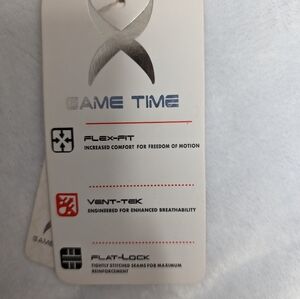 GAME TIME
FLEX-FIT
INCREASED COMFORT FOR FREEDOM OF MOTION
VENT-TEK
ENGINEERED FOR ENHANCED BREATHABILITY
FLAT-LOCK
TIGHTLY STITCHED SEAMS FOR MAXIMUM
REINFORCEMENT
GAME